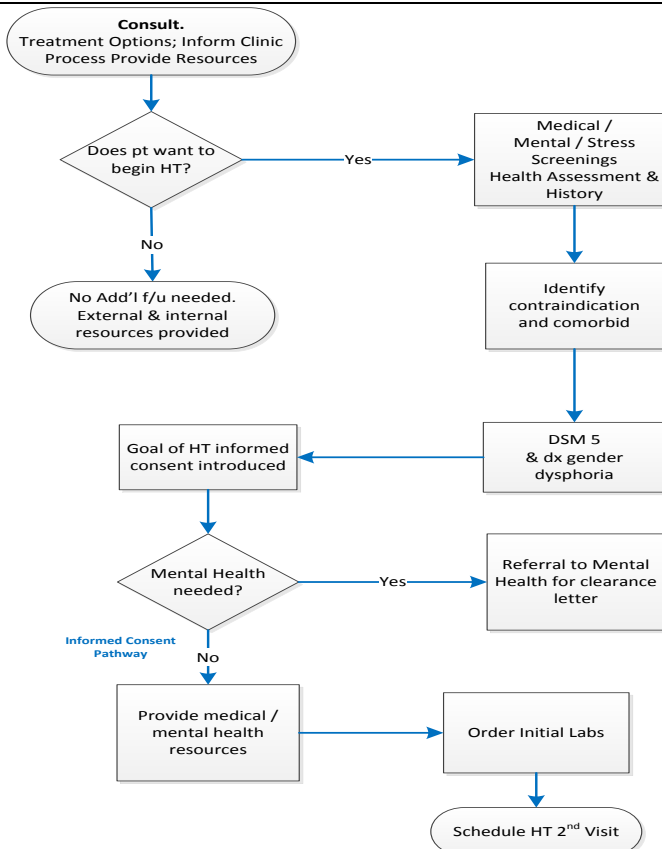 Consult.
Treatment Options; Inform Clinic
Process Provide Resources
Does pt want to
begin HT?
Yes
Medical /
Mental / Stress
Screenings
Health Assessment &
History
No
No Add’l f/u needed.
External & internal
resources provided
Identify
contraindication
and comorbid
DSM 5
& dx gender
dysphoria
Goal of HT informed
consent introduced
Mental Health
needed?
Yes
Referral to Mental
Health for clearance
letter
Informed Consent
Pathway
No
Provide medical /
mental health
resources
Order Initial Labs
Schedule HT 2nd Visit